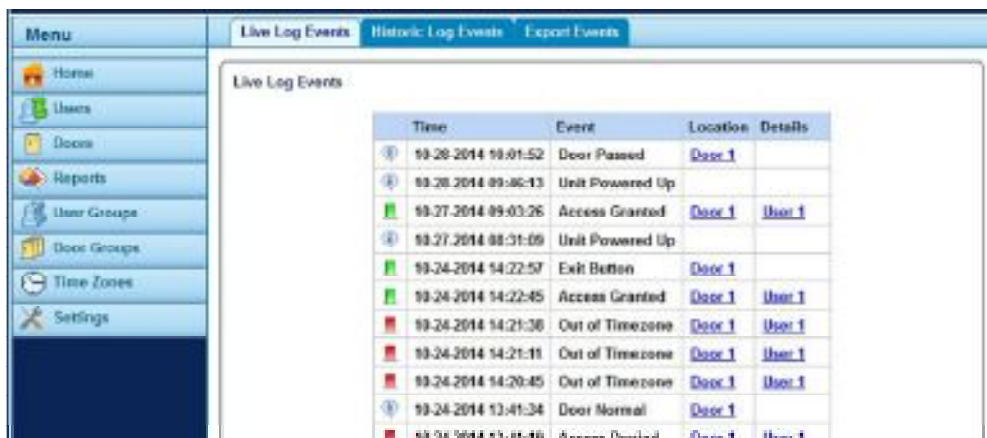 Menu
Home
Users
Doors
Reports
User Groups
Door Groups
Time Zones
Settings
Live Log Events Historic Log Events Export Events
Live Log Events
Time Event Location Details
10-28-2014 10:01:52 Door Passed Door 1
10-28-2014 09:46:13 Unit Powered Up
10-27-2014 09:03:26 Access Granted Door 1 User 1
10-27-2014 08:31:09 Unit Powered Up
10-24-2014 14:22:57 Exit Button Door 1
10-24-2014 14:22:45 Access Granted Door 1 User 1
10-24-2014 14:21:38 Out of Timezone Door 1 User 1
10-24-2014 14:21:11 Out of Timezone Door 1 User 1
10-24-2014 14:20:45 Out of Timezone Door 1 User 1
10-24-2014 13:41:34 Door Normal Door 1
Access Denied Door 1 User 1